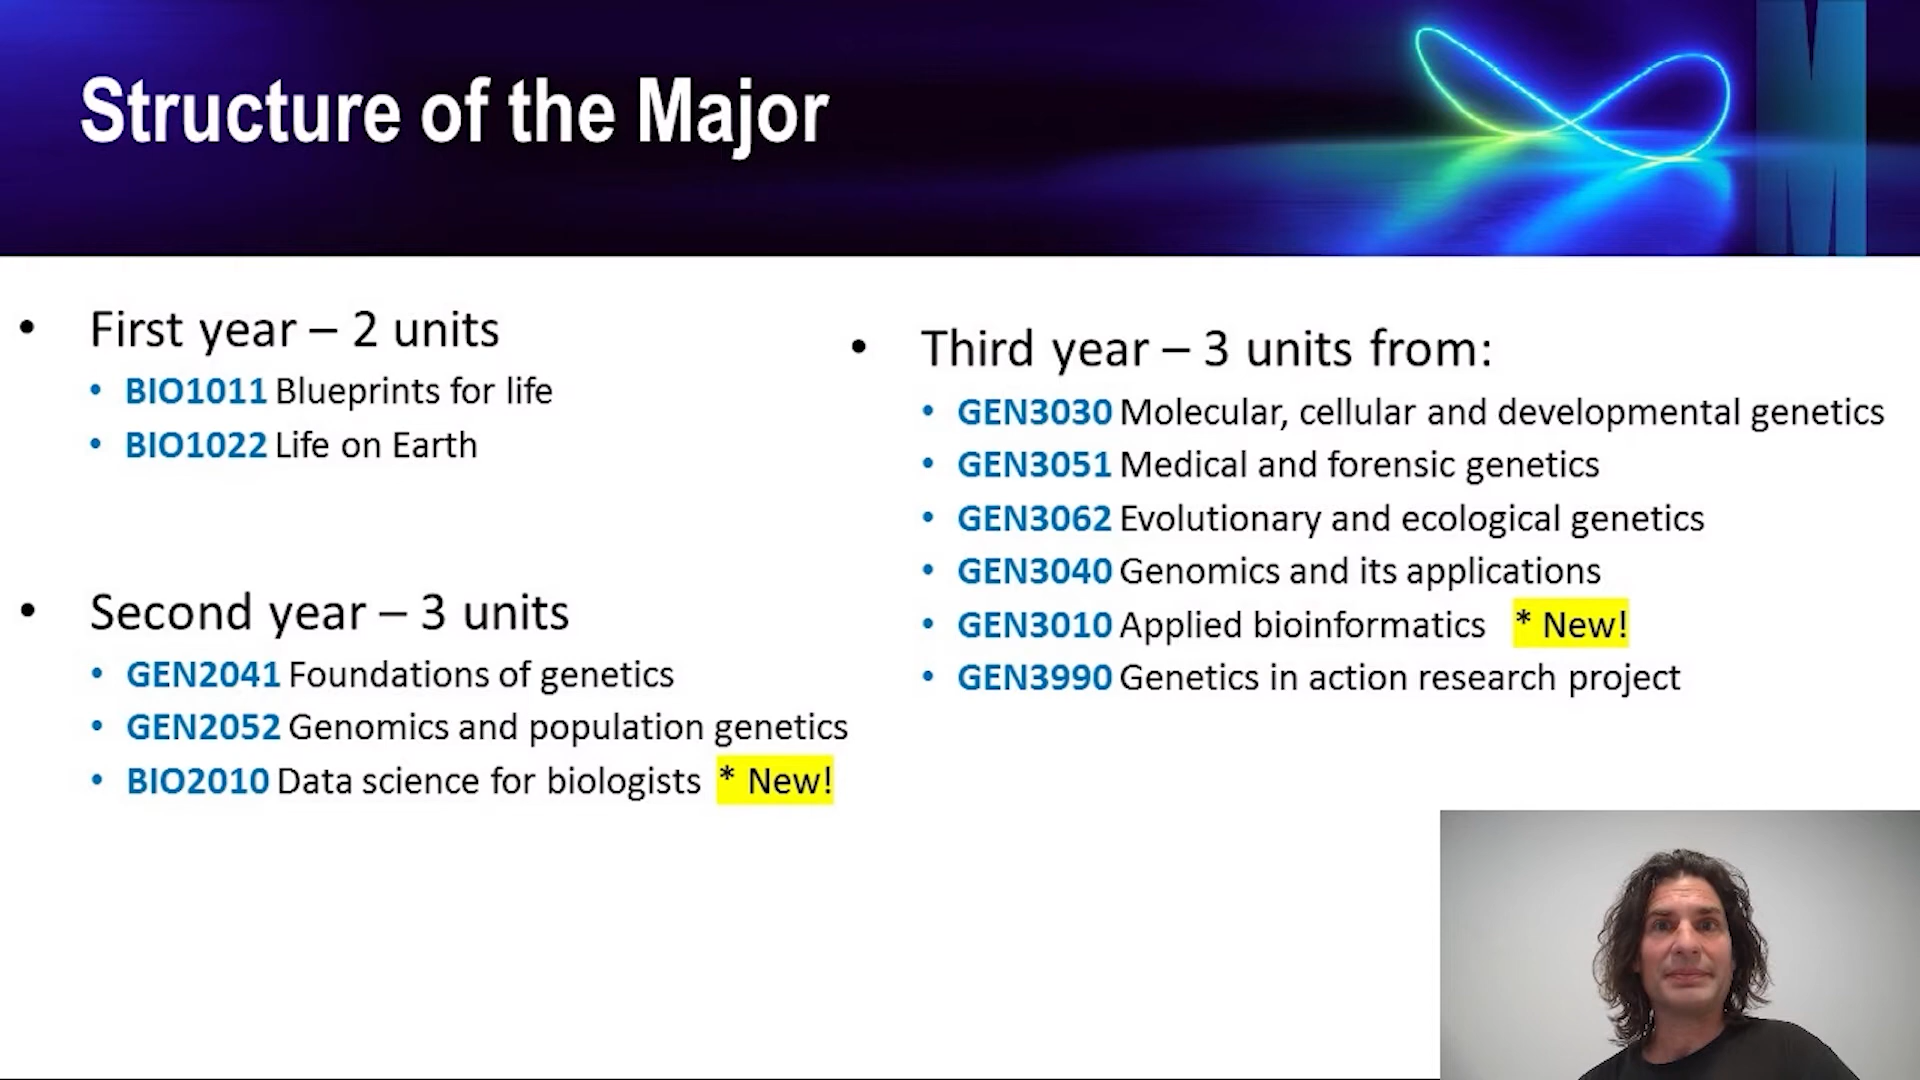 Structure of the Major
• First year – 2 units
• BIO1011 Blueprints for life
• BIO1022 Life on Earth
• Second year – 3 units
• GEN2041 Foundations of genetics
• GEN2052 Genomics and population genetics
• BIO2010 Data science for biologists * New!
• Third year – 3 units from:
• GEN3030 Molecular, cellular and developmental genetics
• GEN3051 Medical and forensic genetics
• GEN3062 Evolutionary and ecological genetics
• GEN3040 Genomics and its applications
• GEN3010 Applied bioinformatics * New!
• GEN3990 Genetics in action research project